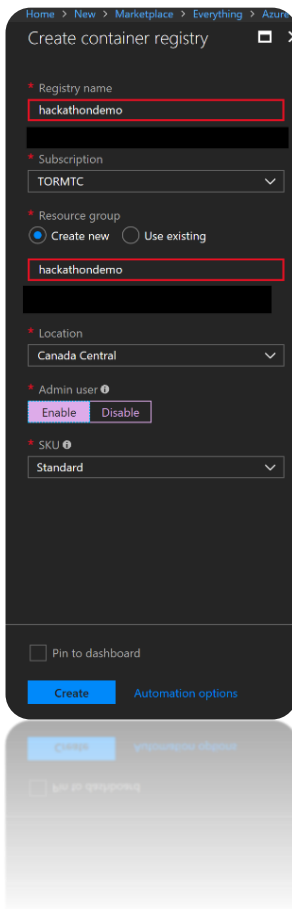 Home > New > Marketplace > Everything > Azure
Create container registry
* Registry name
hackathondemo
* Subscription
TORMTC
* Resource group
Create new Use existing
hackathondemo
* Location
Canada Central
* Admin user
Enable Disable
* SKU
Standard
Pin to dashboard
Create Automation options